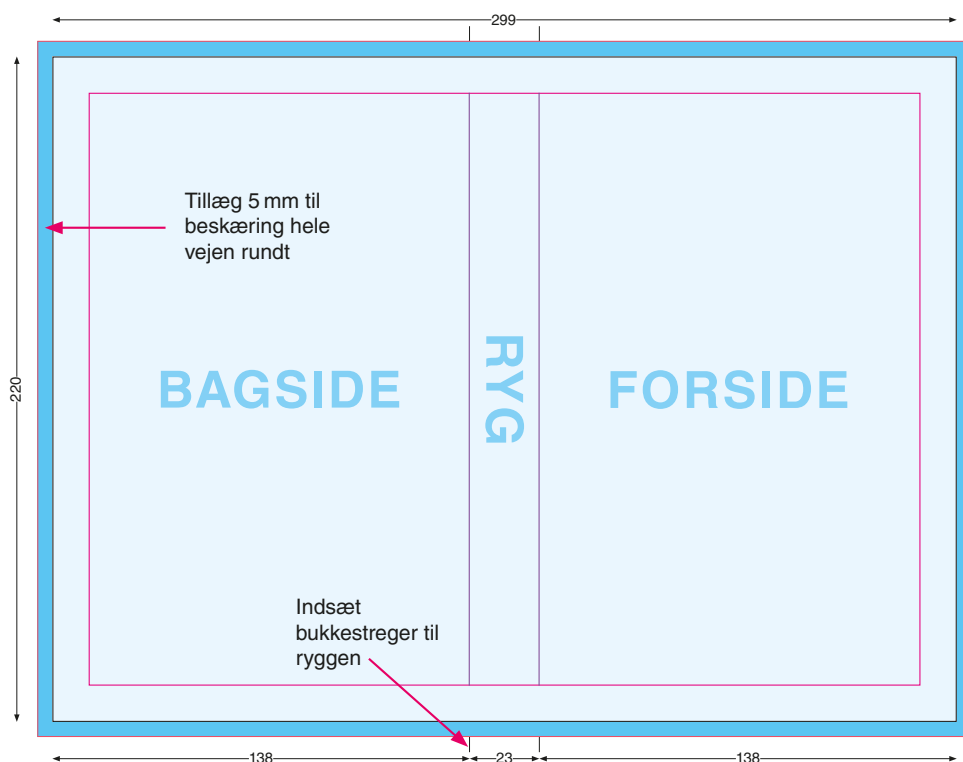 299
Tillæg 5 mm til
beskæring hele
vejen rundt
220
BAGSIDE
RYG
FORSIDE
Indsæt
bukkestreger til
ryggen
138
23
138